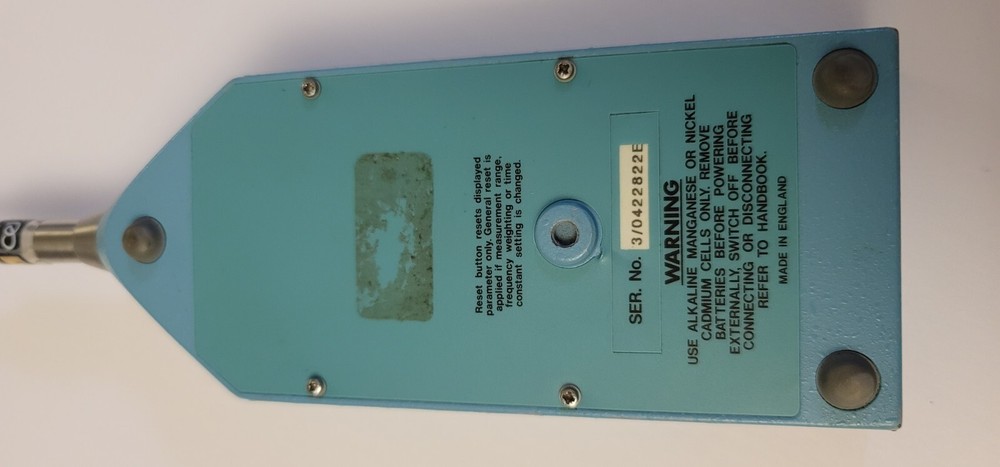 Reset button resets displayed
parameter only. General reset is
applied if measurement range,
frequency weighting or time
constant setting is changed.
SER. No. 3/0422822E
WARNING
USE ALKALINE MANGANESE OR NICKEL
CADMIUM CELLS ONLY. REMOVE
BATTERIES BEFORE POWERING
EXTERNALLY, SWITCH OFF BEFORE
CONNECTING OR DISCONNECTING
REFER TO HANDBOOK.
MADE IN ENGLAND